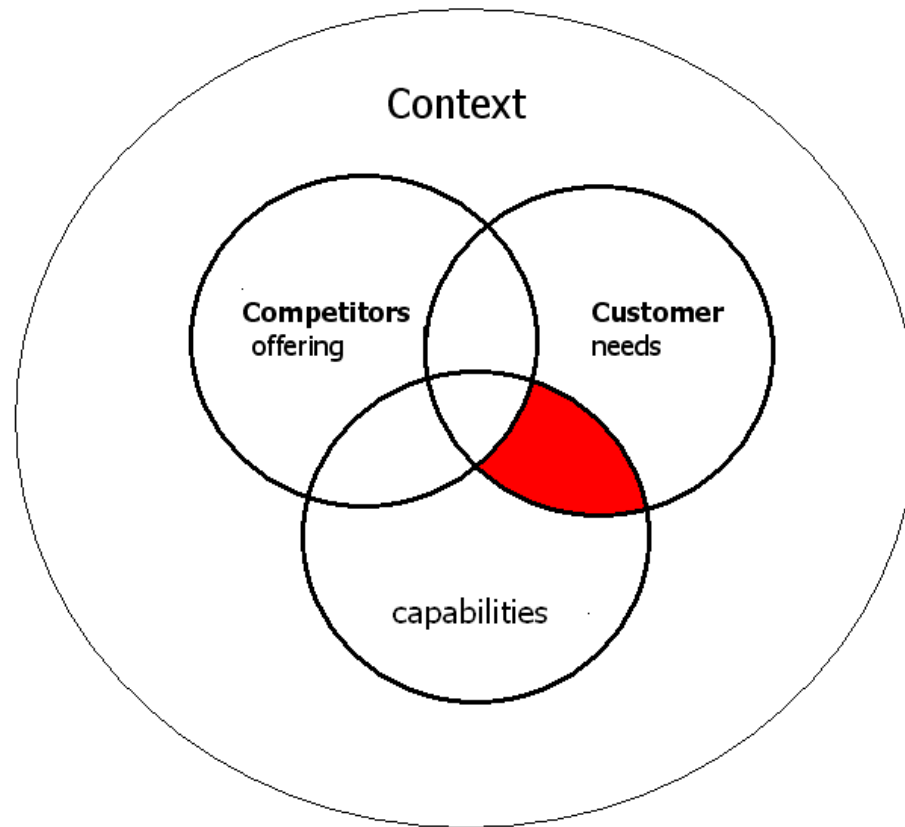 Context
Competitors
offering
Customer
needs
capabilities